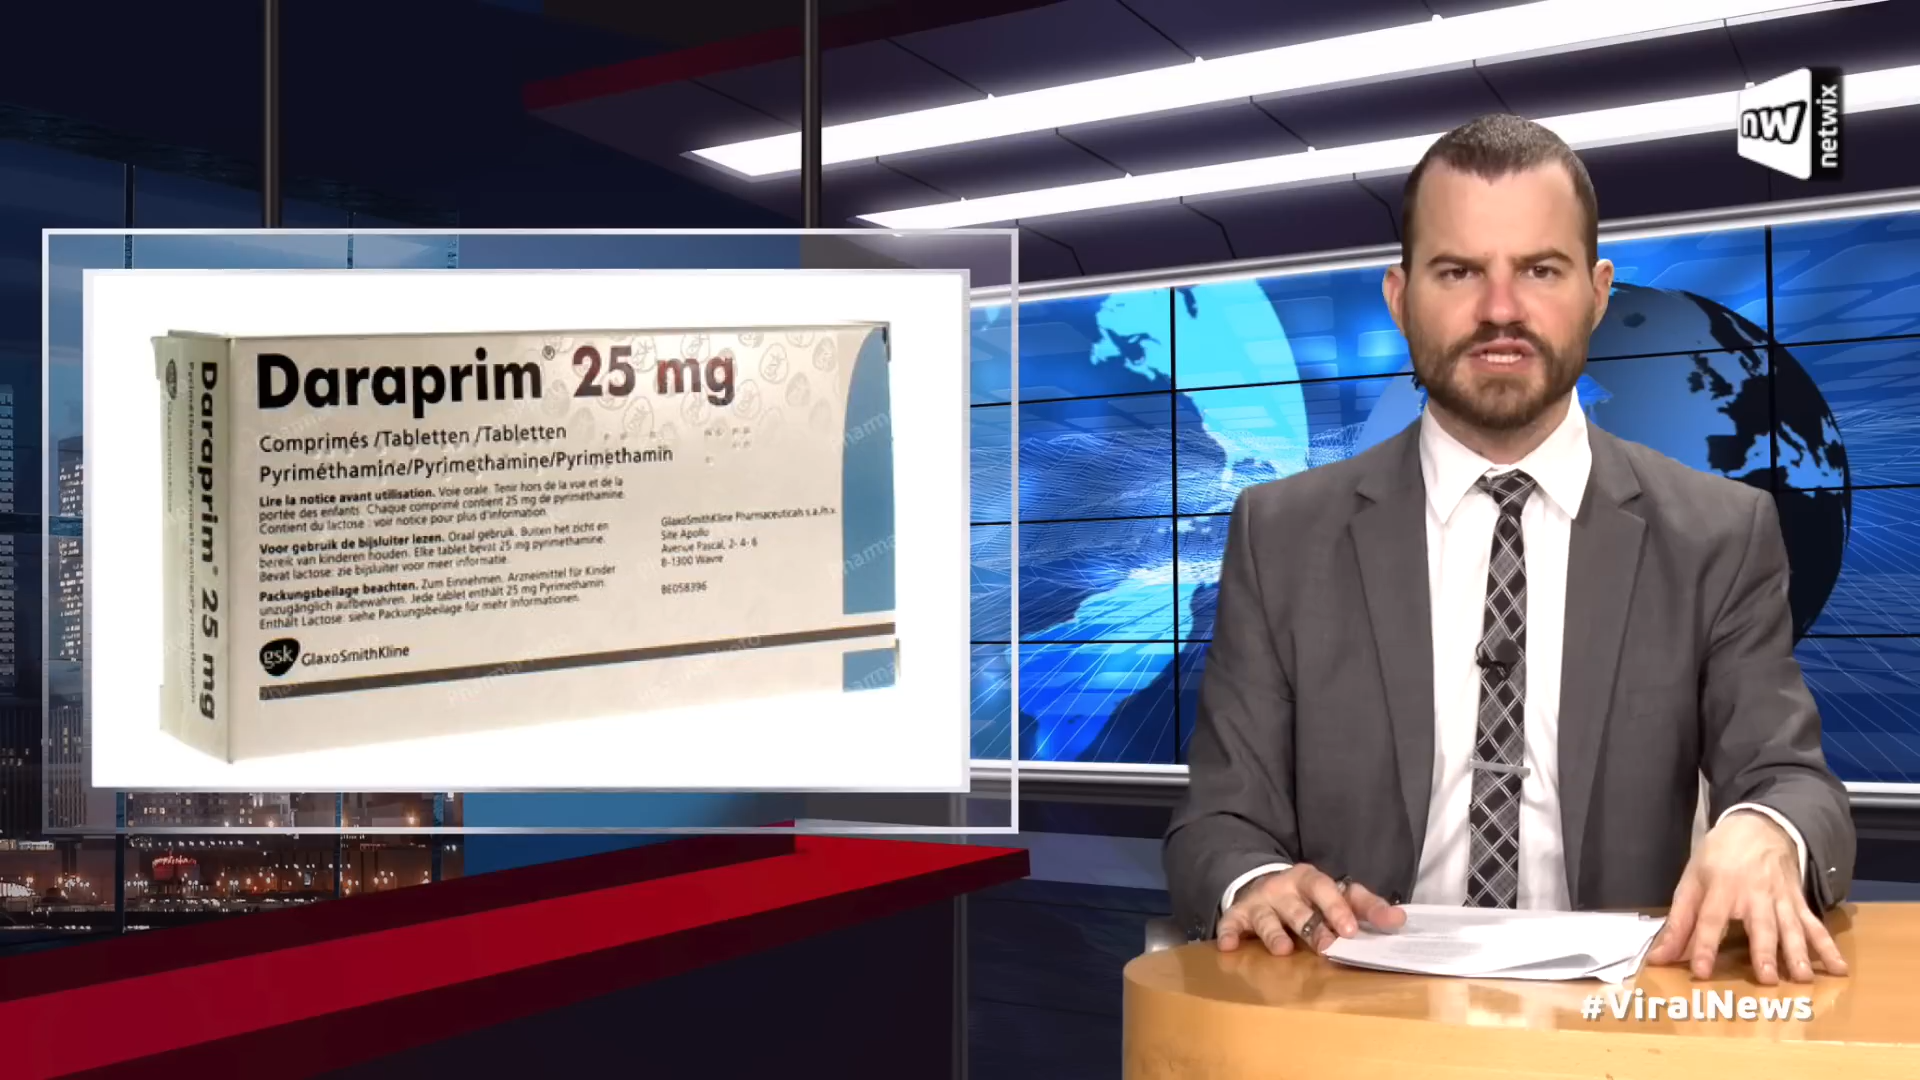 nw
netwix
Daraprim® 25 mg
Comprimés /Tabletten /Tabletten
Pyriméthamine/Pyrimethamine/Pyrimethamin
Lire la notice avant utilisation. Voie orale. Tenir hors de la vue et de la
portée des enfants. Chaque comprimé contient 25 mg de pyriméthamine.
Contient du lactose : voir notice pour plus d'information.
Voor gebruik de bijsluiter lezen. Oraal gebruik. Buiten het zicht en
bereik van kinderen houden. Elke tablet bevat 25 mg pyrimethamine.
Bevat lactose: zie bijsluiter voor meer informatie.
Packungsbeilage beachten. Zum Einnehmen. Arzneimittel für Kinder
unzugänglich aufbewahren. Jede tablet enthält 25 mg Pyrimethamin.
Enthält Lactose: siehe Packungsbeilage für mehr Informationen.
GlaxoSmithKline Pharmaceuticals s.a./n.v.
Site Apollo
Avenue Pascal, 2-4-6
B-1300 Wavre
BE058396
gsk GlaxoSmithKline
Daraprim® 25 mg
gsk
#ViralNews